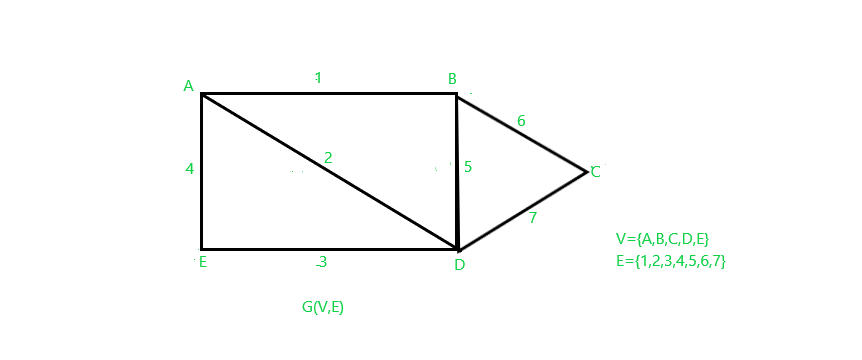 1
A
B
6
2
4
5
C
7
V={A,B,C,D,E}
E={1,2,3,4,5,6,7}
E
3
D
G(V,E)